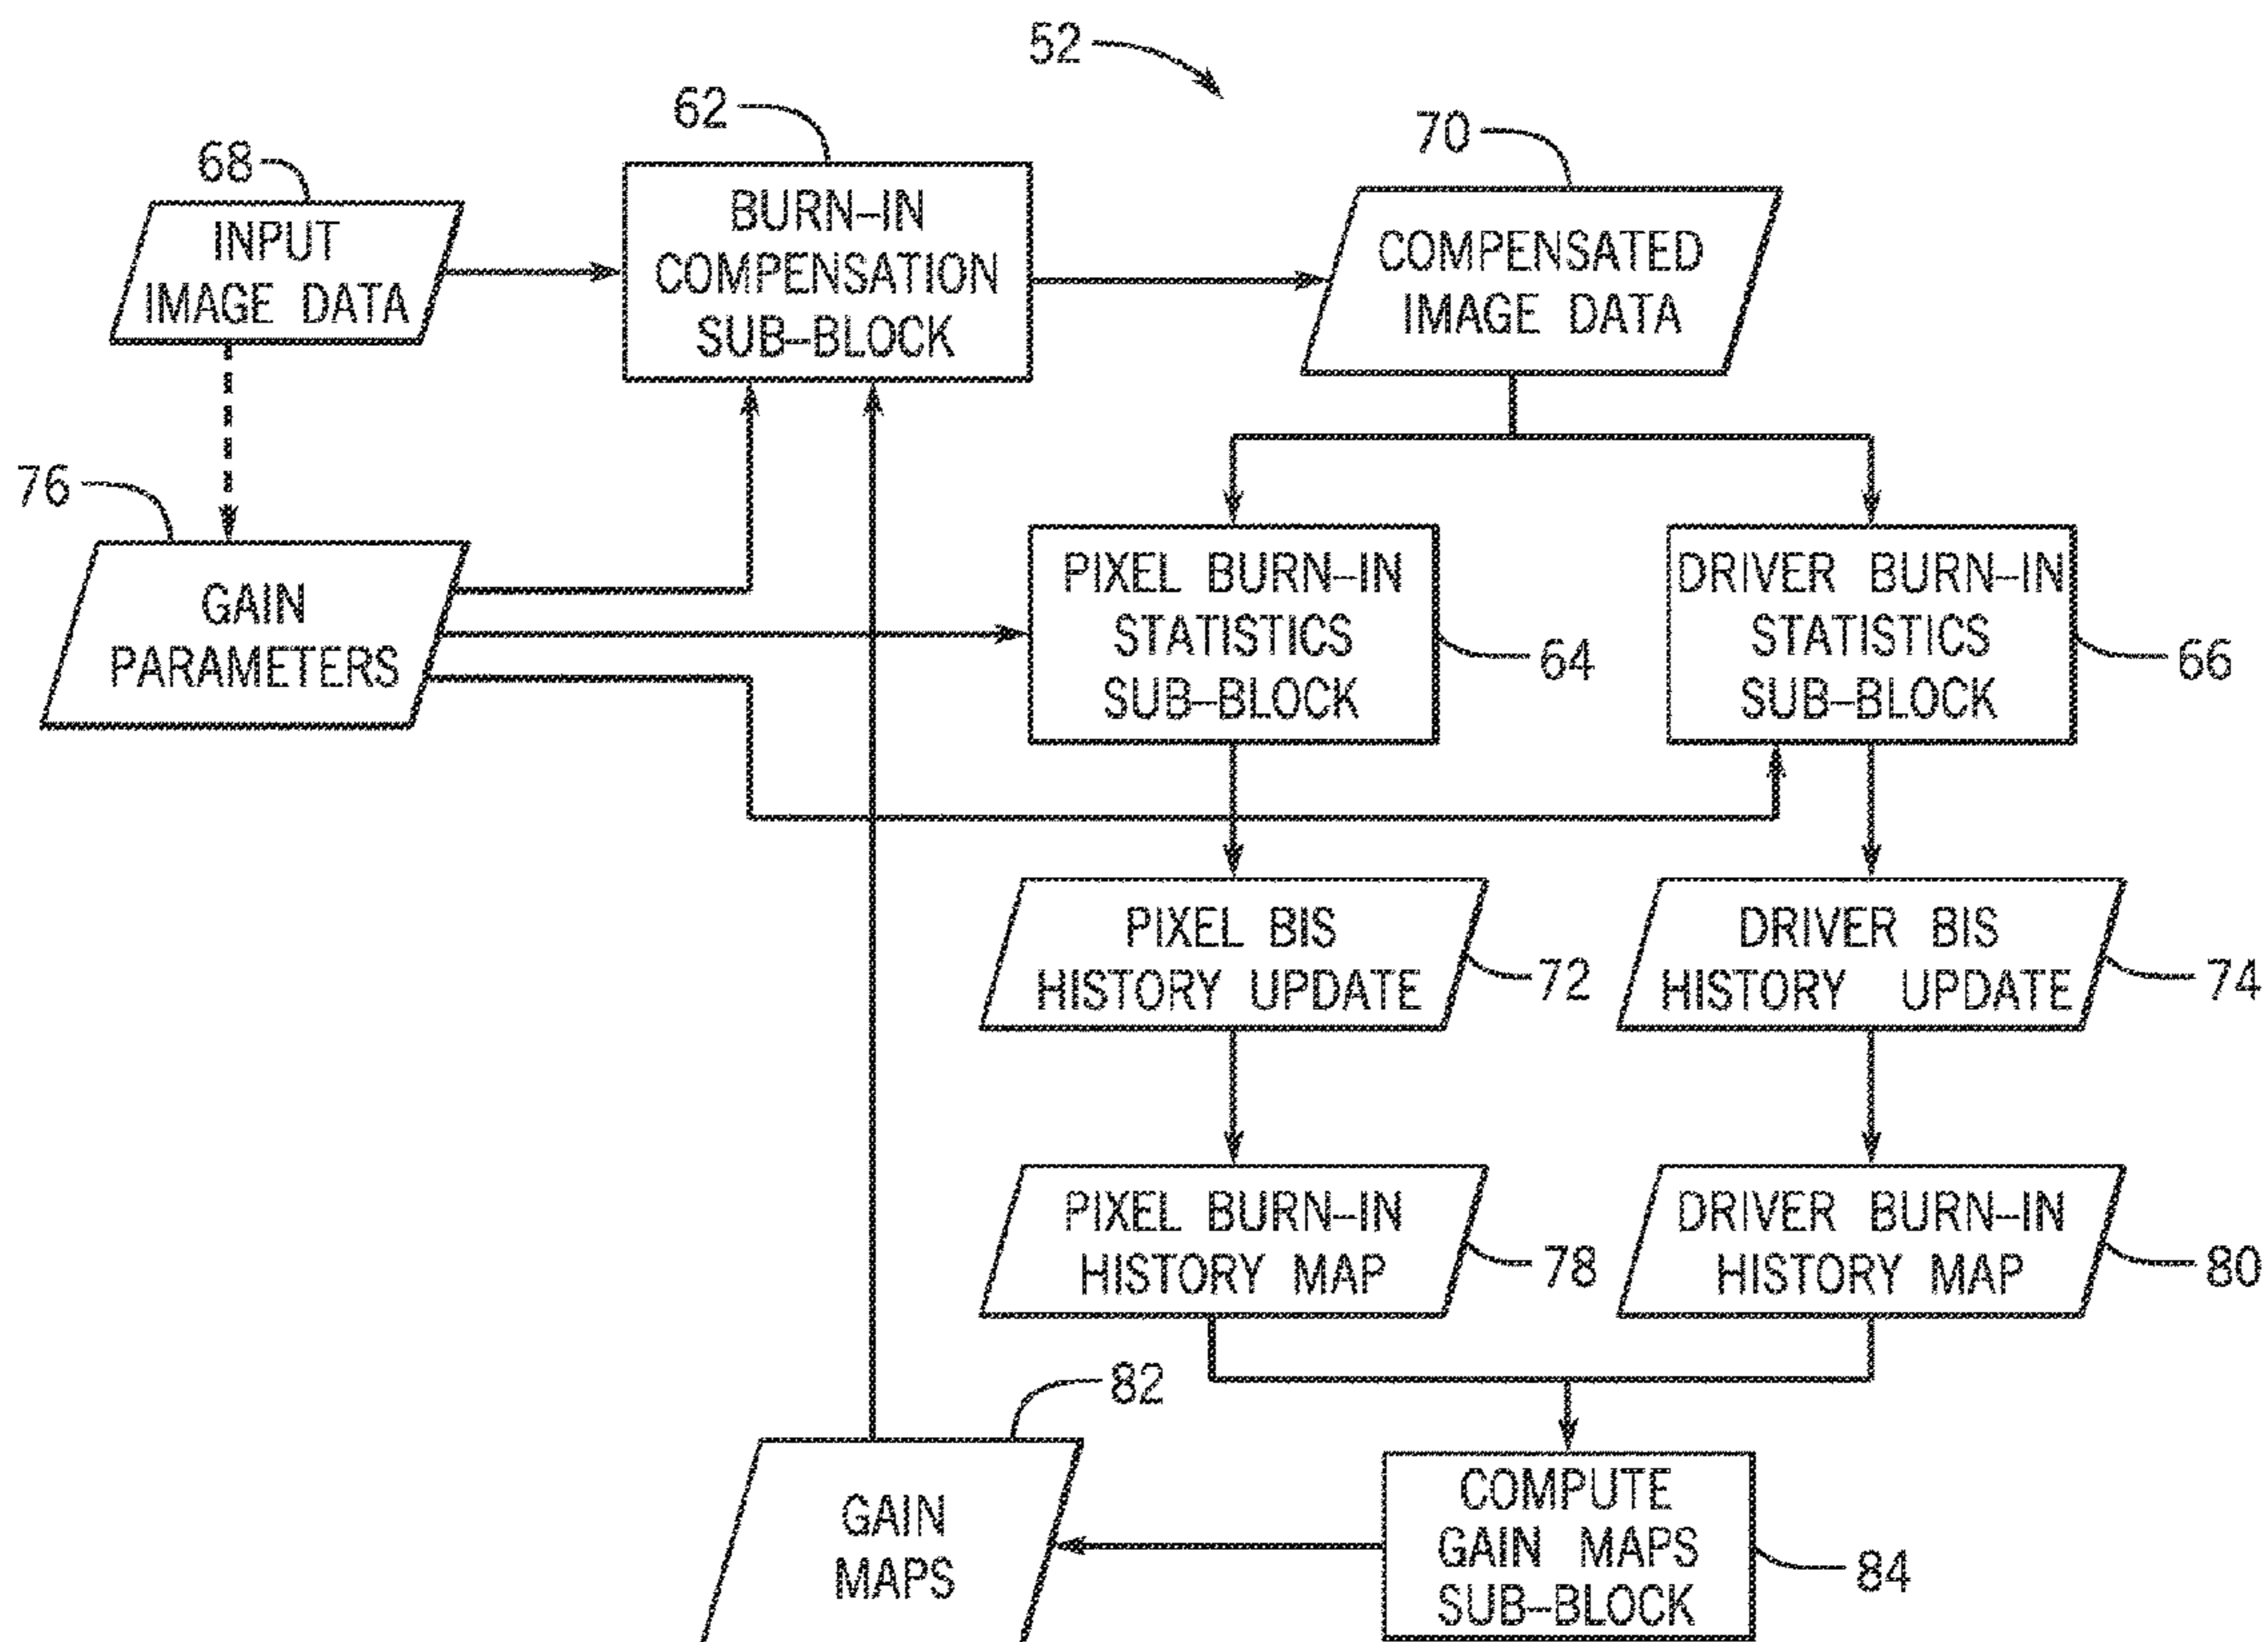 52
62
70
68
INPUT
IMAGE DATA
BURN-IN
COMPENSATION
SUB-BLOCK
COMPENSATED
IMAGE DATA
76
GAIN
PARAMETERS
PIXEL BURN-IN
STATISTICS
SUB-BLOCK
64
DRIVER BURN-IN
STATISTICS
SUB-BLOCK
66
PIXEL BIS
HISTORY UPDATE
72
DRIVER BIS
HISTORY UPDATE
74
PIXEL BURN-IN
HISTORY MAP
78
DRIVER BURN-IN
HISTORY MAP
80
82
GAIN
MAPS
COMPUTE
GAIN MAPS
SUB-BLOCK
84